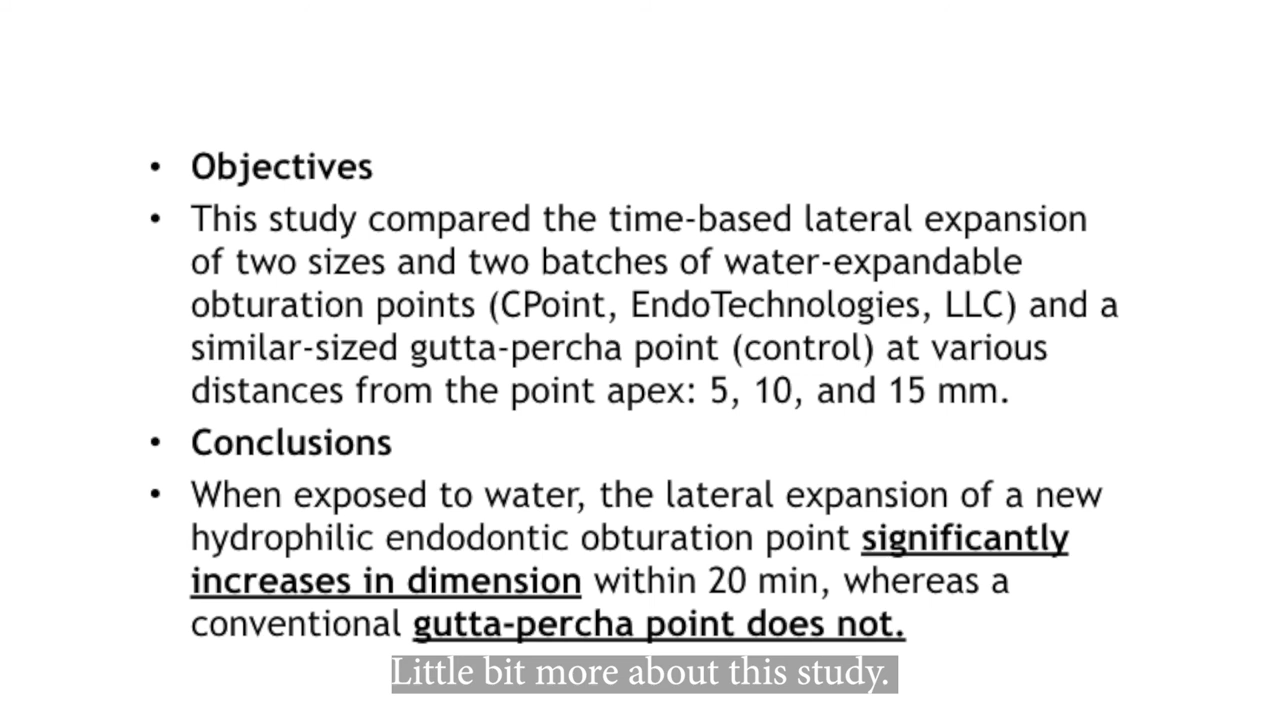 • Objectives
• This study compared the time-based lateral expansion
of two sizes and two batches of water-expandable
obturation points (CPoint, EndoTechnologies, LLC) and a
similar-sized gutta-percha point (control) at various
distances from the point apex: 5, 10, and 15 mm.
• Conclusions
• When exposed to water, the lateral expansion of a new
hydrophilic endodontic obturation point significantly
increases in dimension within 20 min, whereas a
conventional gutta-percha point does not.
Little bit more about this study.